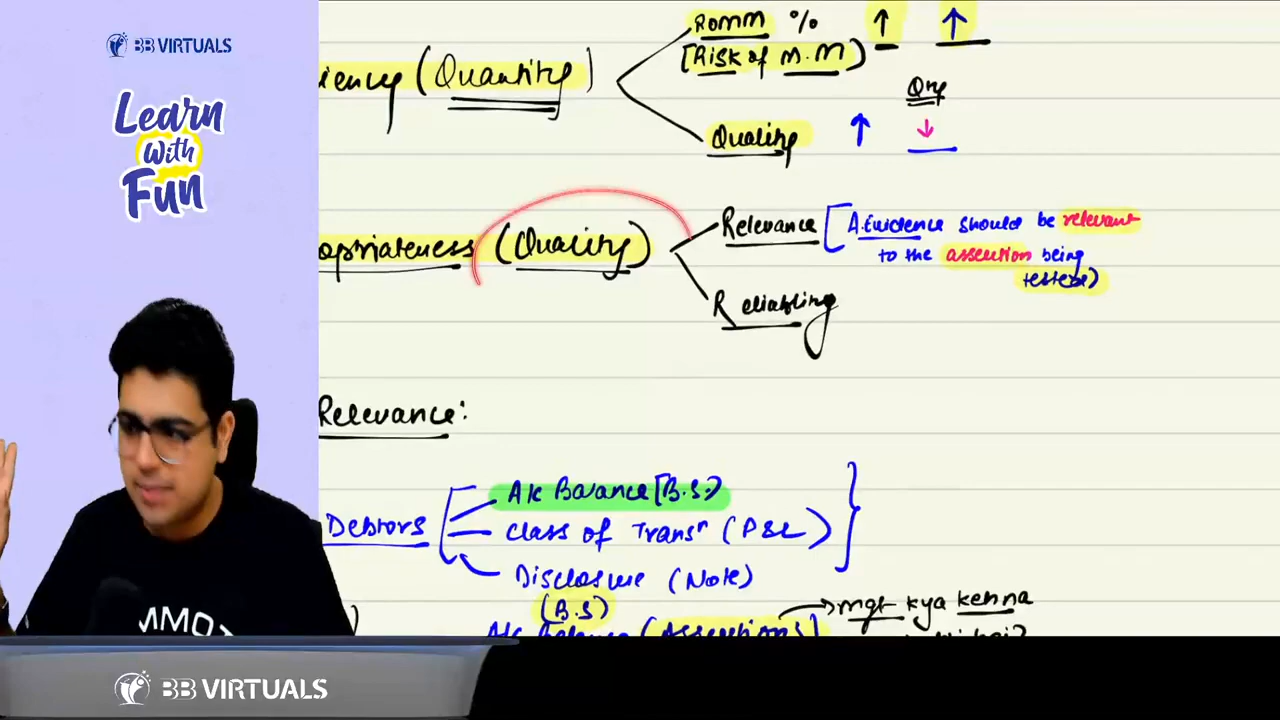 BB VIRTUALS
Learn
With
Fun
iency (Quantity)
ROMM % ↑ ↑
[Risk of M.M]
Qty
Quality ↑ ↓
opriateness (Quality)
Relevance [A.Evidence should be relevant
to the assertion being
tested)
Reliability
Relevance:
Debtors
A/c Balance [B.S)
Class of Transn (P&L)
Disclosure (Note)
(B.S)
A/c Balance (Assertions] → mgt kya kehna
BB VIRTUALS